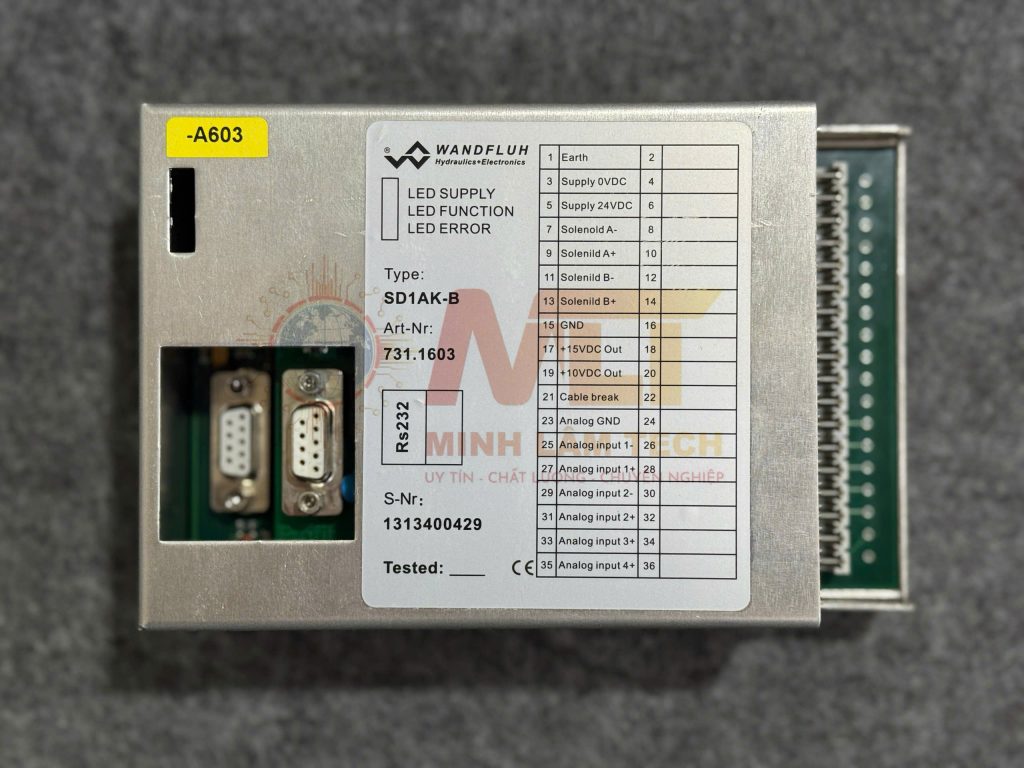 -A603
® WANDFLUH
Hydraulics+Electronics
LED SUPPLY
LED FUNCTION
LED ERROR
Type:
SD1AK-B
Art-Nr:
731.1603
Rs232
S-Nr:
1313400429
Tested: ____ CE
1 Earth 2
3 Supply 0VDC 4
5 Supply 24VDC 6
7 Solenoid A- 8
9 Solenild A+ 10
11 Solenild B- 12
13 Solenild B+ 14
15 GND 16
17 +15VDC Out 18
19 +10VDC Out 20
21 Cable break 22
23 Analog GND 24
25 Analog input 1- 26
27 Analog input 1+ 28
29 Analog input 2- 30
31 Analog input 2+ 32
33 Analog input 3+ 34
35 Analog input 4+ 36
MLT
MINH LÂM TECH
UY TÍN - CHẤT LƯỢNG - CHUYÊN NGHIỆP